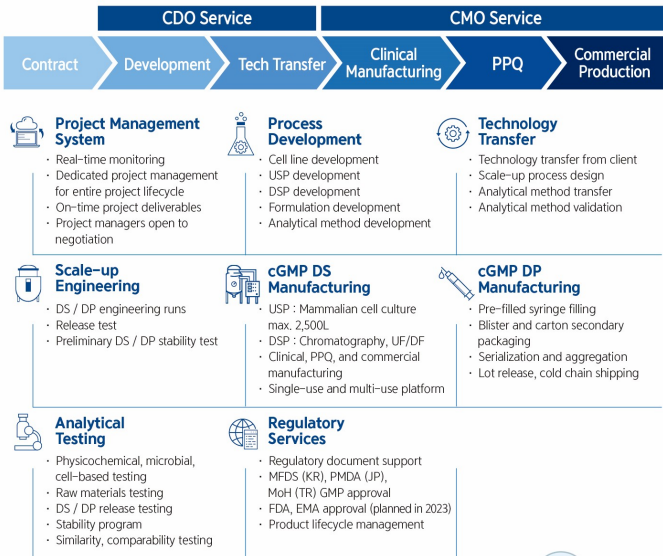 CDO Service
CMO Service
Contract
Development
Tech Transfer
Clinical
Manufacturing
PPQ
Commercial
Production
Project Management
System
· Real-time monitoring
· Dedicated project management
for entire project lifecycle
· On-time project deliverables
· Project managers open to
negotiation
Process
Development
· Cell line development
· USP development
· DSP development
· Formulation development
· Analytical method development
Technology
Transfer
· Technology transfer from client
· Scale-up process design
· Analytical method transfer
· Analytical method validation
Scale-up
Engineering
· DS / DP engineering runs
· Release test
· Preliminary DS / DP stability test
cGMP DS
Manufacturing
· USP : Mammalian cell culture
max. 2,500L
· DSP : Chromatography, UF/DF
· Clinical, PPQ, and commercial
manufacturing
· Single-use and multi-use platform
cGMP DP
Manufacturing
· Pre-filled syringe filling
· Blister and carton secondary
packaging
· Serialization and aggregation
· Lot release, cold chain shipping
Analytical
Testing
· Physicochemical, microbial,
cell-based testing
· Raw materials testing
· DS / DP release testing
· Stability program
· Similarity, comparability testing
Regulatory
Services
· Regulatory document support
· MFDS (KR), PMDA (JP),
MoH (TR) GMP approval
· FDA, EMA approval (planned in 2023)
· Product lifecycle management